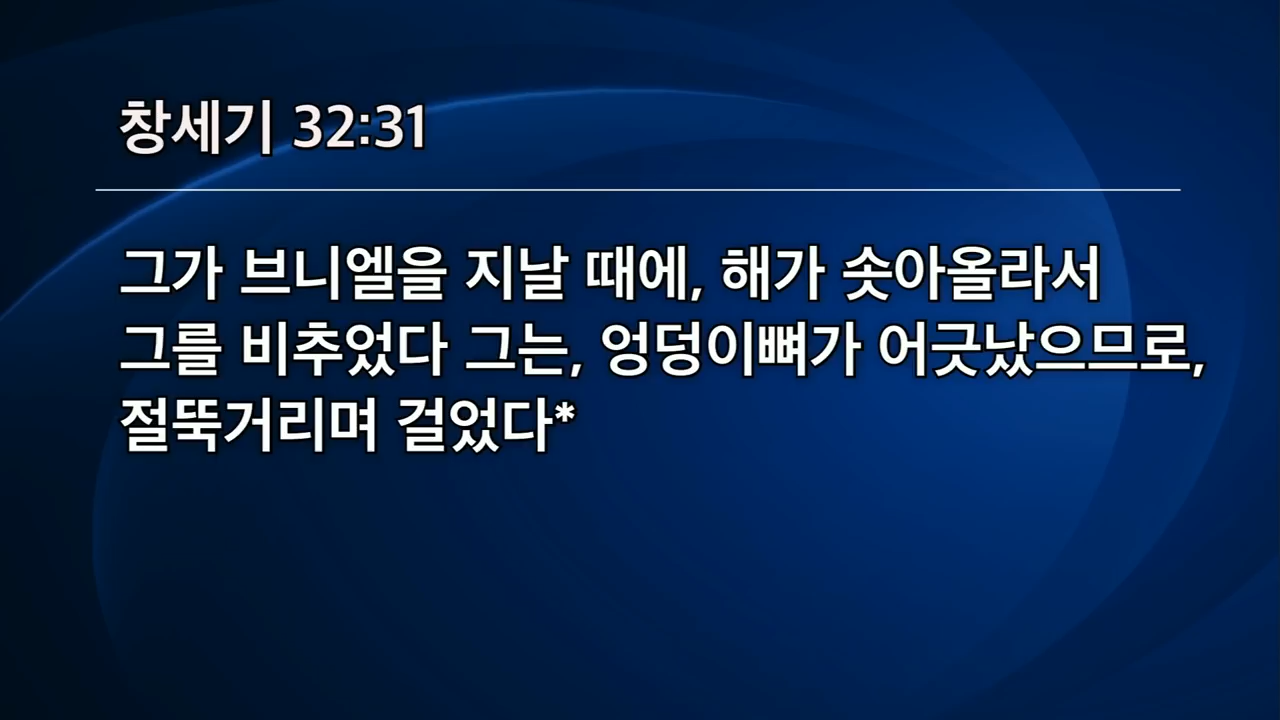 창세기 32:31
그가 브니엘을 지날 때에, 해가 솟아올라서
그를 비추었다 그는, 엉덩이뼈가 어긋났으므로,
절뚝거리며 걸었다*